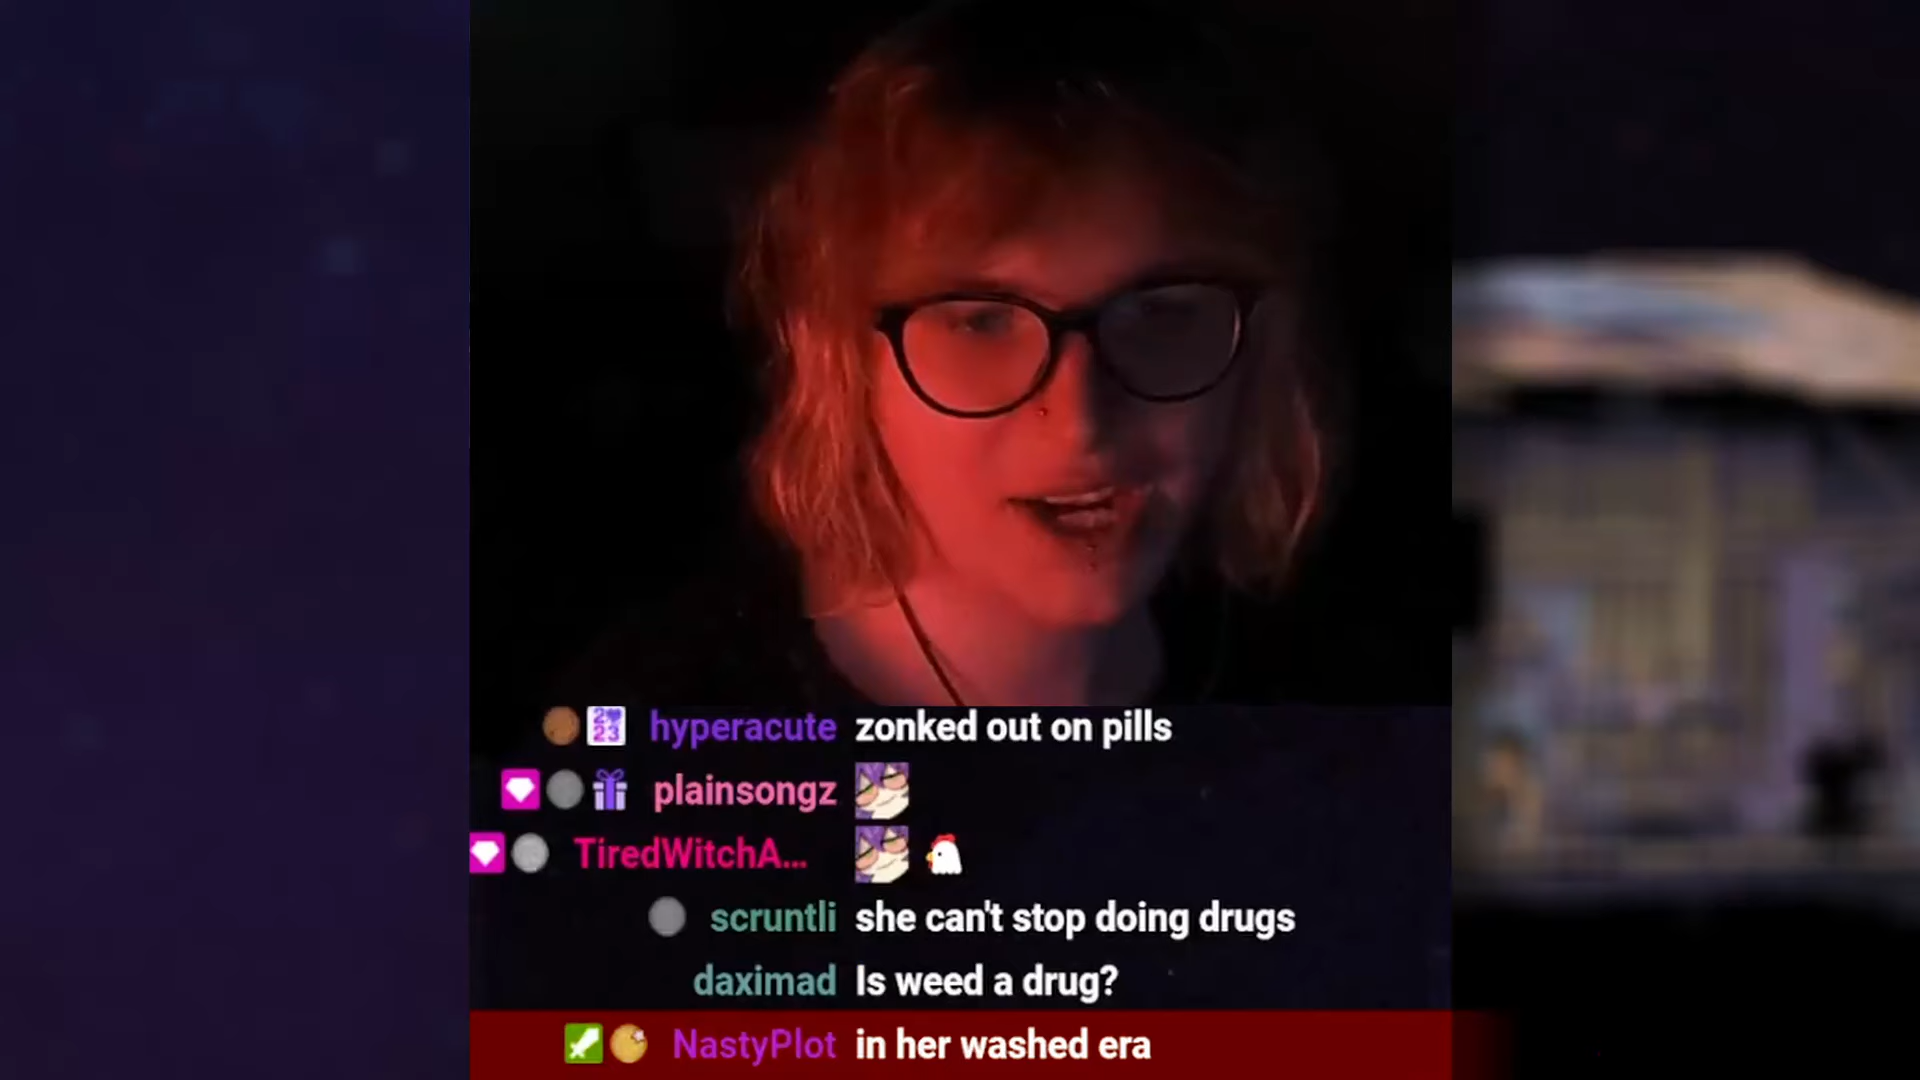 hyperacute zonked out on pills
plainsongz
TiredWitchA...
scruntli she can't stop doing drugs
daximad Is weed a drug?
NastyPlot in her washed era